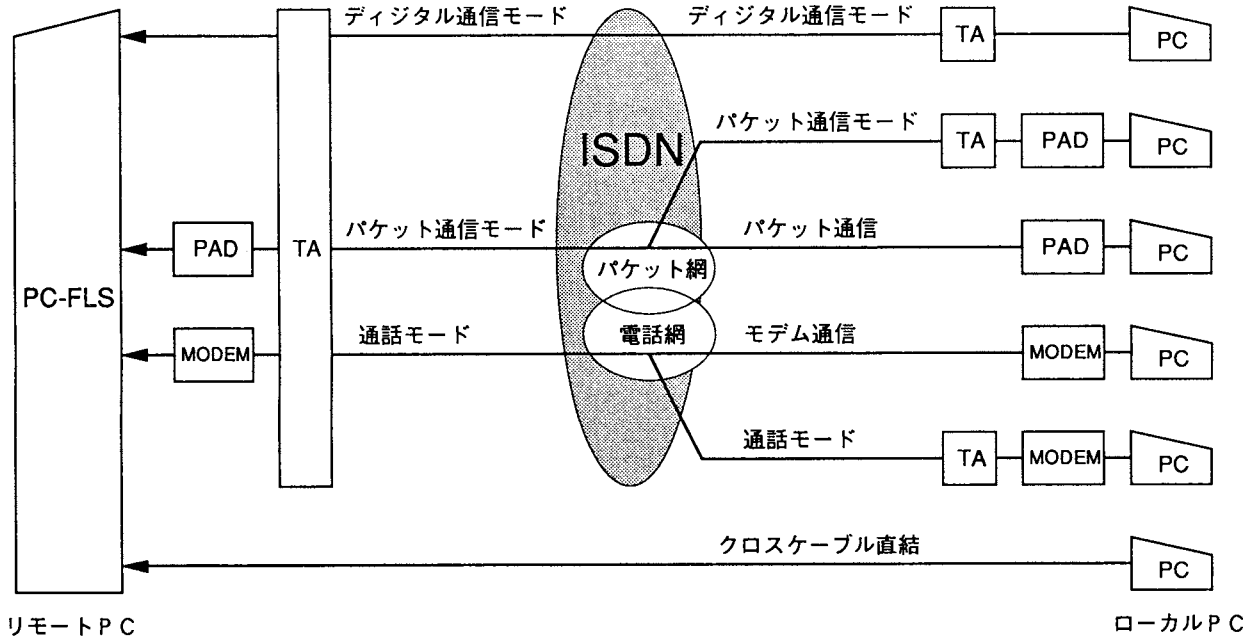 ディジタル通信モード
ディジタル通信モード
TA
PC
パケット通信モード
TA
PAD
PC
ISDN
PAD
TA
パケット通信モード
パケット通信
PAD
PC
パケット網
PC-FLS
MODEM
通話モード
電話網
モデム通信
MODEM
PC
通話モード
TA
MODEM
PC
クロスケーブル直結
PC
リモートPC
ローカルPC